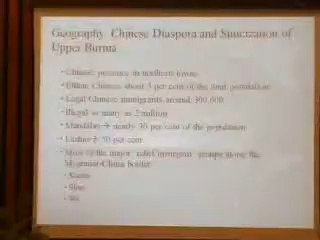 Geography Chinese Diaspora and Sinicization of
Upper Burma
• Chinese presence in northern towns
• Ethnic Chinese about 3 per cent of the total population
• Legal Chinese immigrants around 300,000
• Illegal as many as 2 million
• Mandalay → nearly 30 per cent of the population
• Lashio → 50 per cent
• Most of the major groups along the
Myanmar-China border
• Kachin
• Shan
• Wa